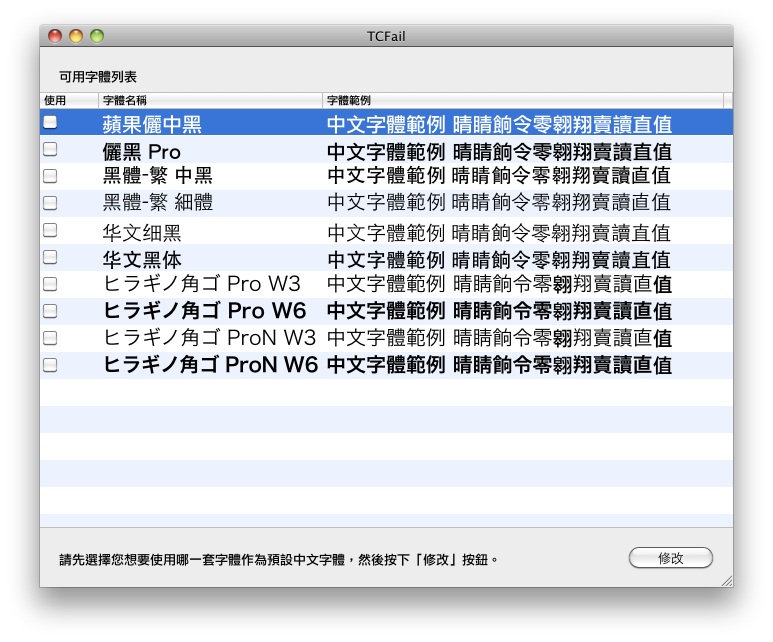 TCFail
可用字體列表
使用 字體名稱 字體範例
蘋果儷中黑 中文字體範例 晴睛餉令零翱翔賣讀直值
儷黑 Pro 中文字體範例 晴睛餉令零翱翔賣讀直值
黑體-繁 中黑 中文字體範例 晴睛餉令零翱翔賣讀直值
黑體-繁 細體 中文字體範例 晴睛餉令零翱翔賣讀直值
华文细黑 中文字體範例 晴睛餉令零翱翔賣讀直值
华文黑体 中文字體範例 晴睛餉令零翱翔賣讀直值
ヒラギノ角ゴ Pro W3 中文字體範例 晴睛餉令零翱翔賣讀直值
ヒラギノ角ゴ Pro W6 中文字體範例 晴睛餉令零翱翔賣讀直值
ヒラギノ角ゴ ProN W3 中文字體範例 晴睛餉令零翱翔賣讀直值
ヒラギノ角ゴ ProN W6 中文字體範例 晴睛餉令零翱翔賣讀直值
請先選擇您想要使用哪一套字體作為預設中文字體，然後按下「修改」按鈕。 修改